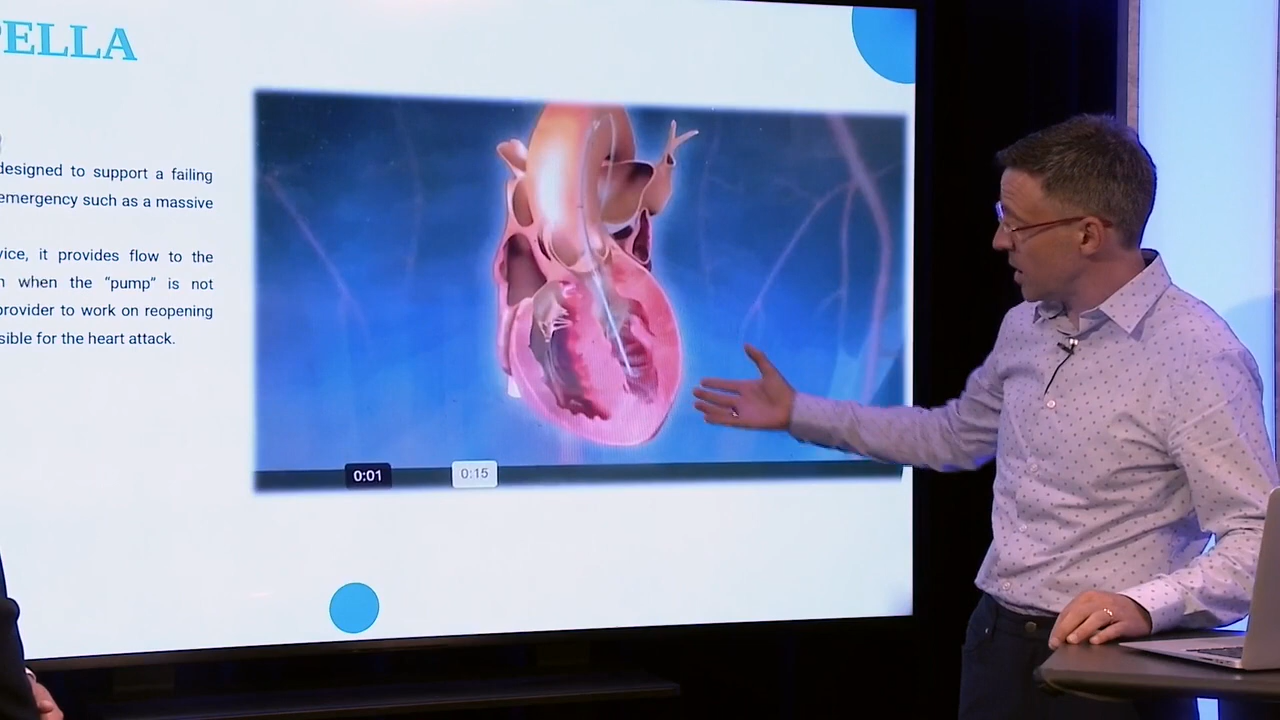 PELLA
designed to support a failing
emergency such as a massive
vice, it provides flow to the
when the “pump” is not
provider to work on reopening
sible for the heart attack.
0:01
0:15